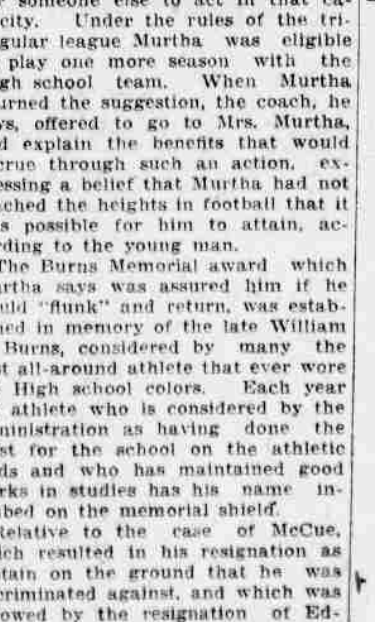 someone else to act in that ca-
city. Under the rules of the tri-
gular league Murtha was eligible
play one more season with the
gh school team. When Murtha
urned the suggestion, the coach, he
ys, offered to go to Mrs. Murtha,
d explain the benefits that would
crue through such an action, ex-
essing a belief that Murtha had not
ched the heights in football that it
s possible for him to attain, ac-
rding to the young man.
The Burns Memorial award which
rtha says was assured him if he
uld "flunk" and return, was estab-
hed in memory of the late William
Burns, considered by many the
st all-around athlete that ever wore
High school colors. Each year
athlete who is considered by the
ministration as having done the
st for the school on the athletic
ds and who has maintained good
rks in studies has his name in-
ibed on the memorial shield.
Relative to the case of McCue,
ich resulted in his resignation as
tain on the ground that he was
criminated against, and which was
owed by the resignation of Ed-